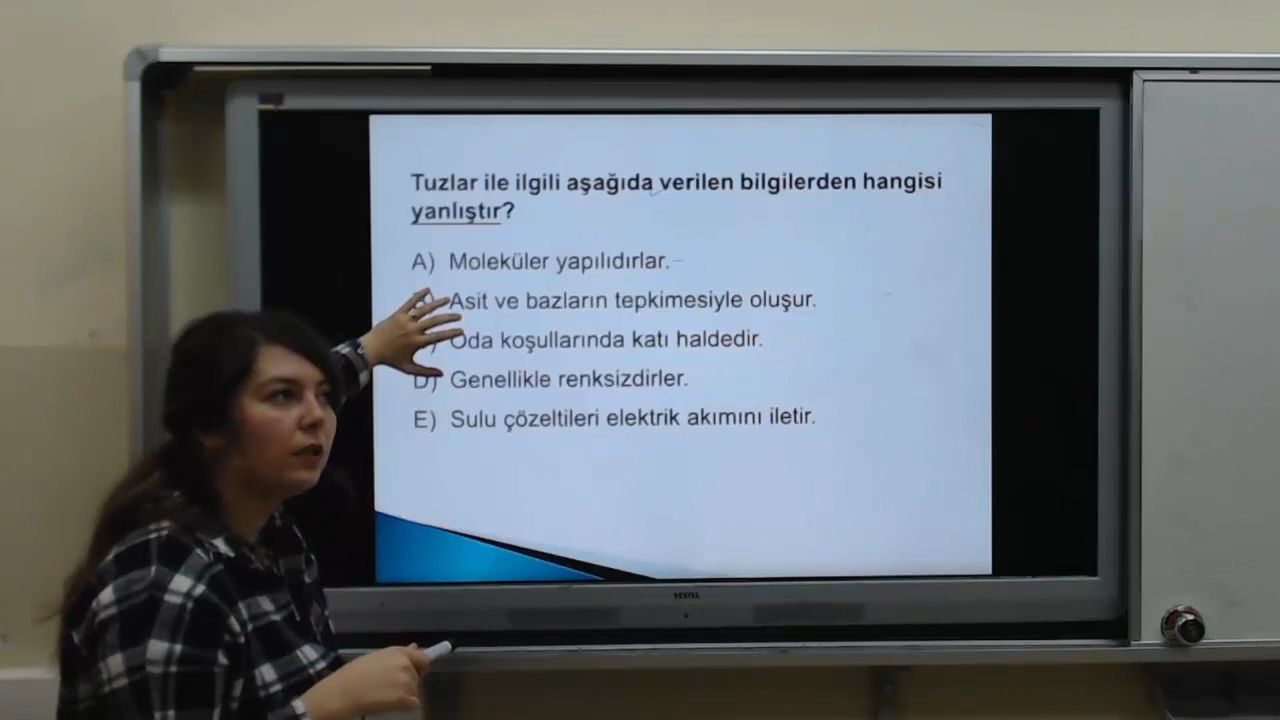 Tuzlar ile ilgili aşağıda verilen bilgilerden hangisi
yanlıştır?
A) Moleküler yapılıdırlar.
Asit ve bazların tepkimesiyle oluşur.
Oda koşullarında katı haldedir.
D) Genellikle renksizdirler.
E) Sulu çözeltileri elektrik akımını iletir.
VESTEL